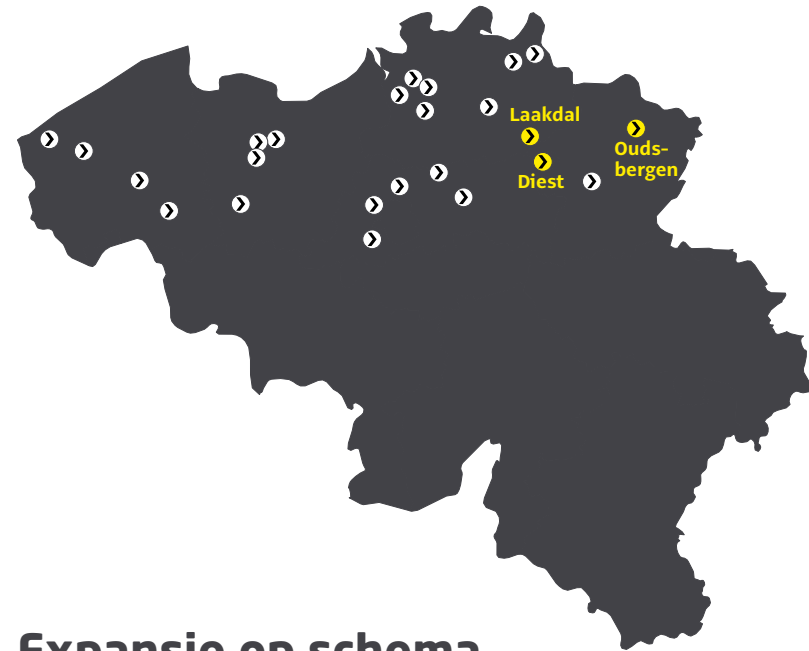 Laakdal
Ouds-
bergen
Diest
Expansie op schema